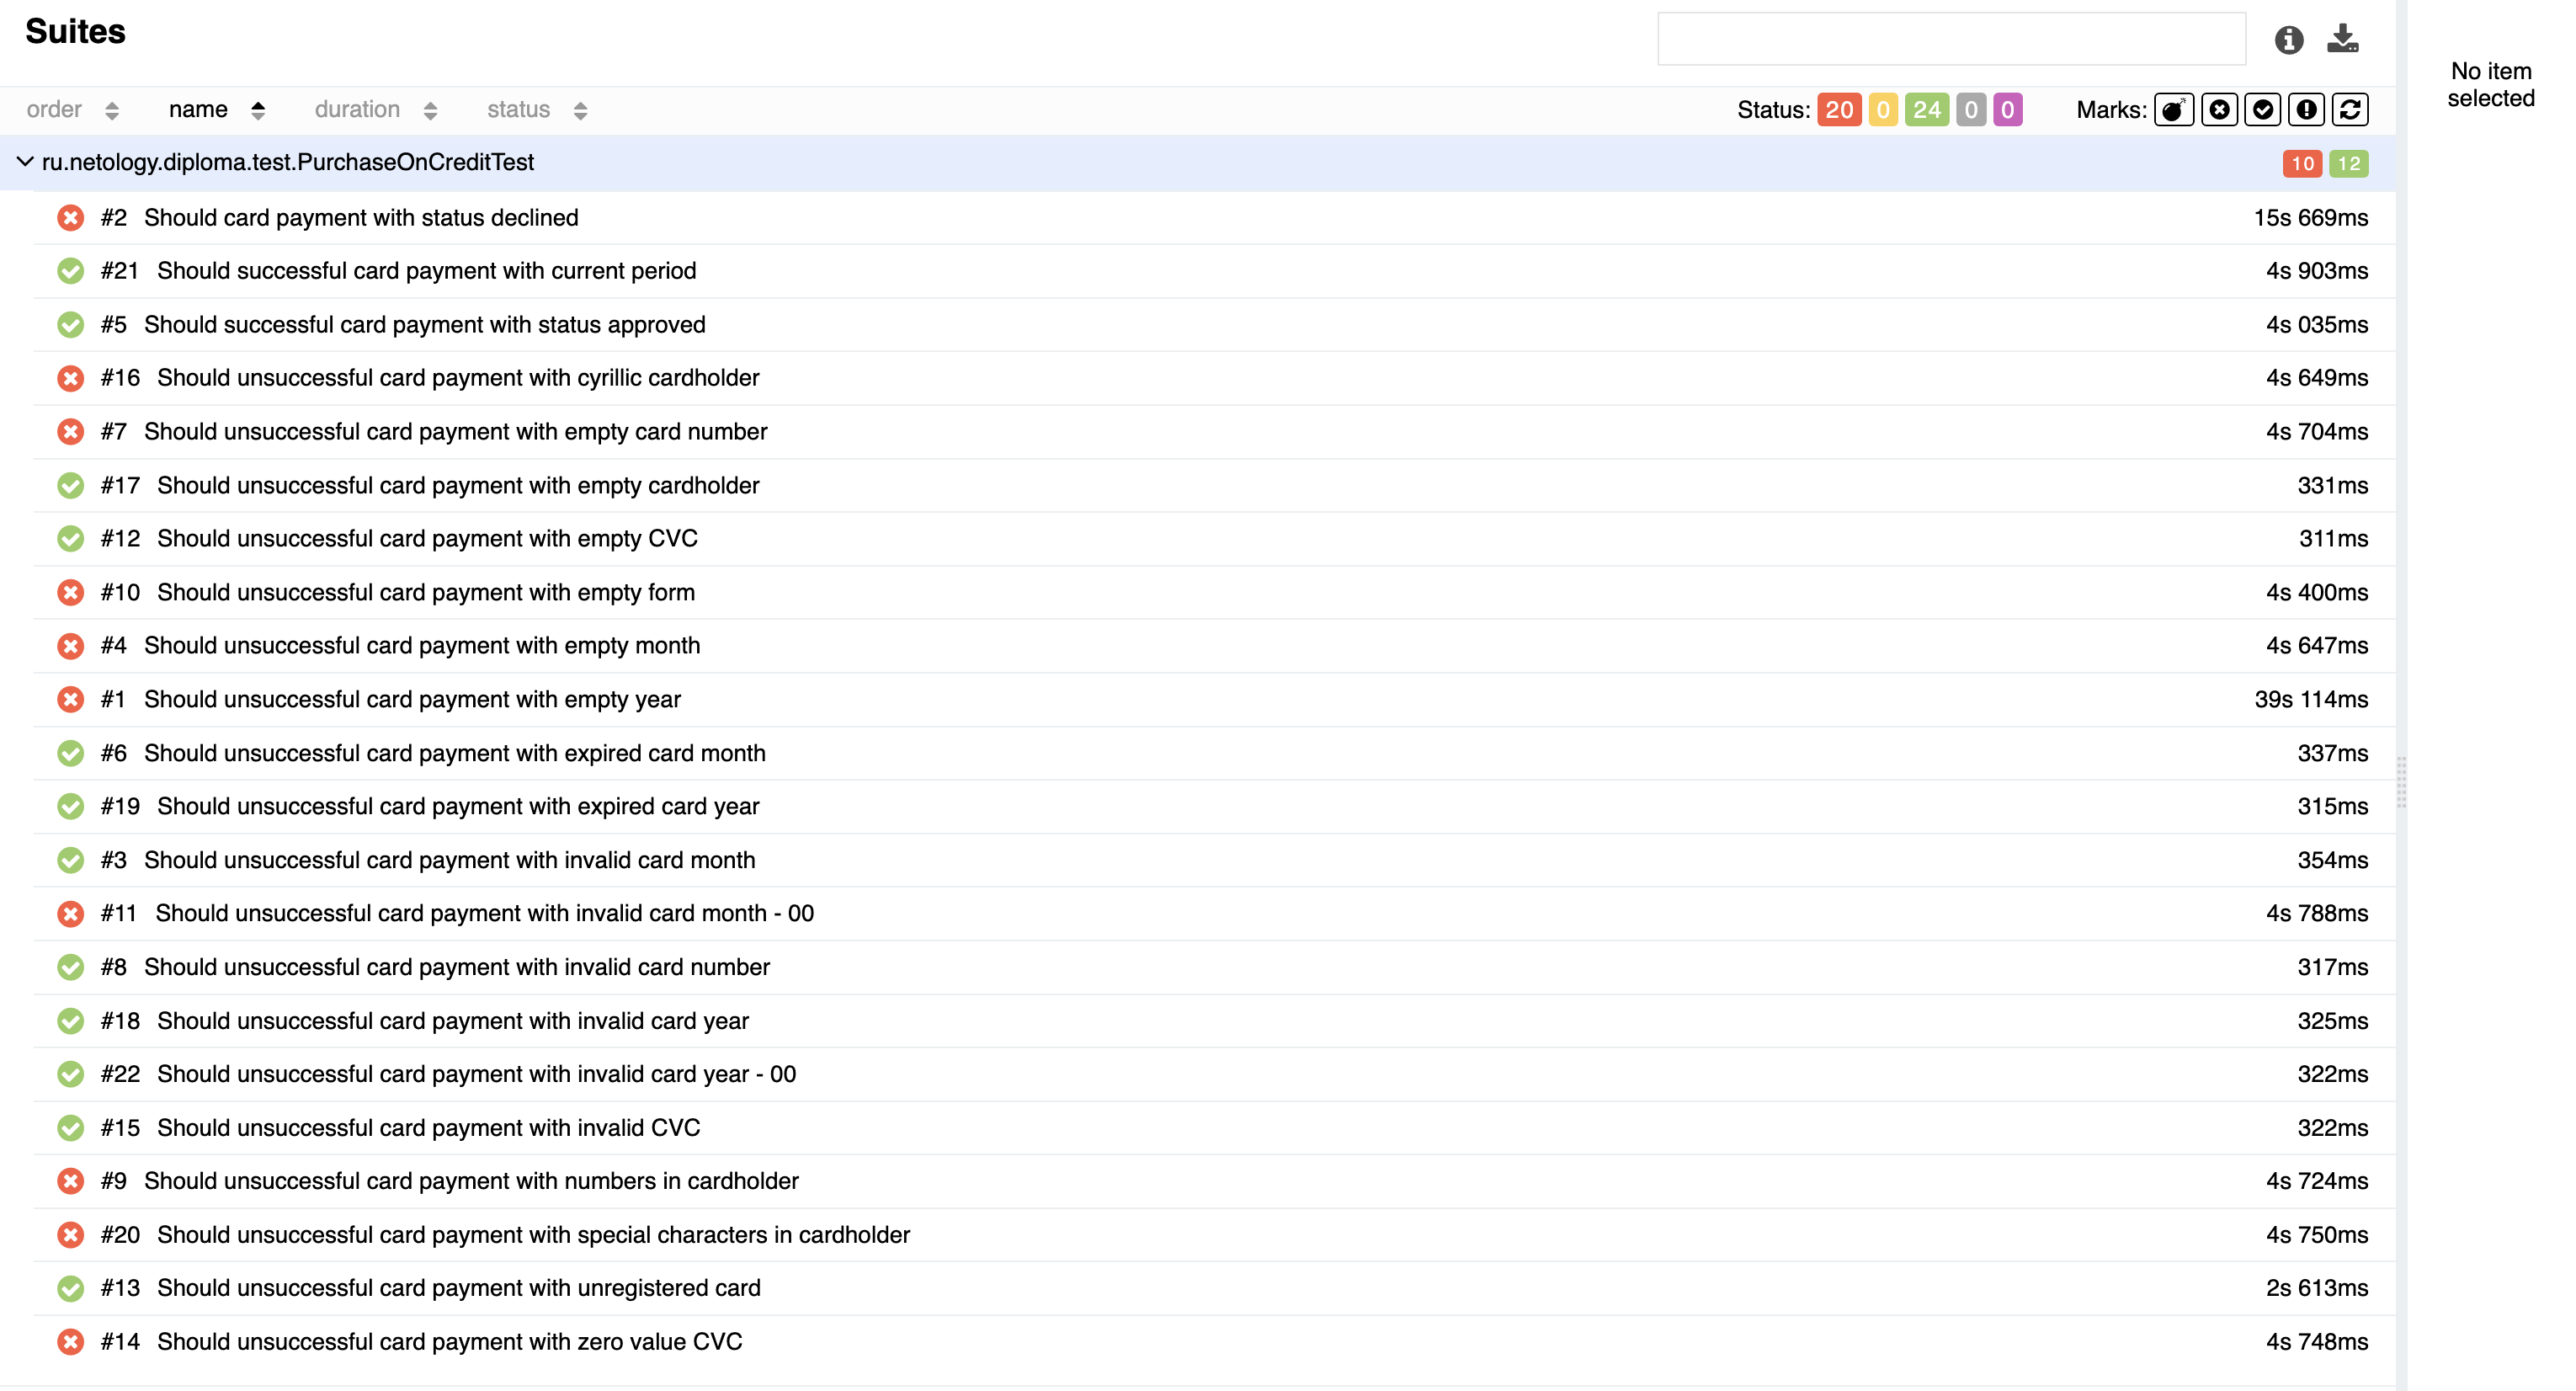 Suites
No item
selected
order name duration status Status: 20 0 24 0 0 Marks:
ru.netology.diploma.test.PurchaseOnCreditTest 10 12
#2 Should card payment with status declined 15s 669ms
#21 Should successful card payment with current period 4s 903ms
#5 Should successful card payment with status approved 4s 035ms
#16 Should unsuccessful card payment with cyrillic cardholder 4s 649ms
#7 Should unsuccessful card payment with empty card number 4s 704ms
#17 Should unsuccessful card payment with empty cardholder 331ms
#12 Should unsuccessful card payment with empty CVC 311ms
#10 Should unsuccessful card payment with empty form 4s 400ms
#4 Should unsuccessful card payment with empty month 4s 647ms
#1 Should unsuccessful card payment with empty year 39s 114ms
#6 Should unsuccessful card payment with expired card month 337ms
#19 Should unsuccessful card payment with expired card year 315ms
#3 Should unsuccessful card payment with invalid card month 354ms
#11 Should unsuccessful card payment with invalid card month - 00 4s 788ms
#8 Should unsuccessful card payment with invalid card number 317ms
#18 Should unsuccessful card payment with invalid card year 325ms
#22 Should unsuccessful card payment with invalid card year - 00 322ms
#15 Should unsuccessful card payment with invalid CVC 322ms
#9 Should unsuccessful card payment with numbers in cardholder 4s 724ms
#20 Should unsuccessful card payment with special characters in cardholder 4s 750ms
#13 Should unsuccessful card payment with unregistered card 2s 613ms
#14 Should unsuccessful card payment with zero value CVC 4s 748ms